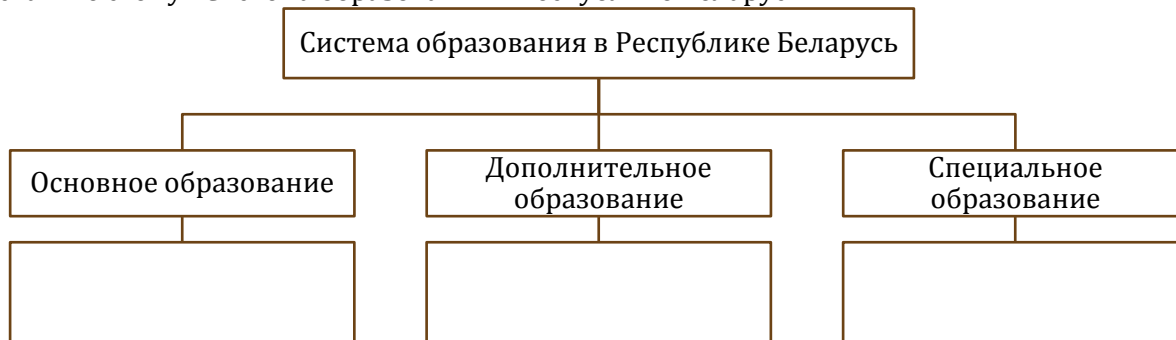 Система образования в Республике Беларусь
Основное образование
Дополнительное
образование
Специальное
образование